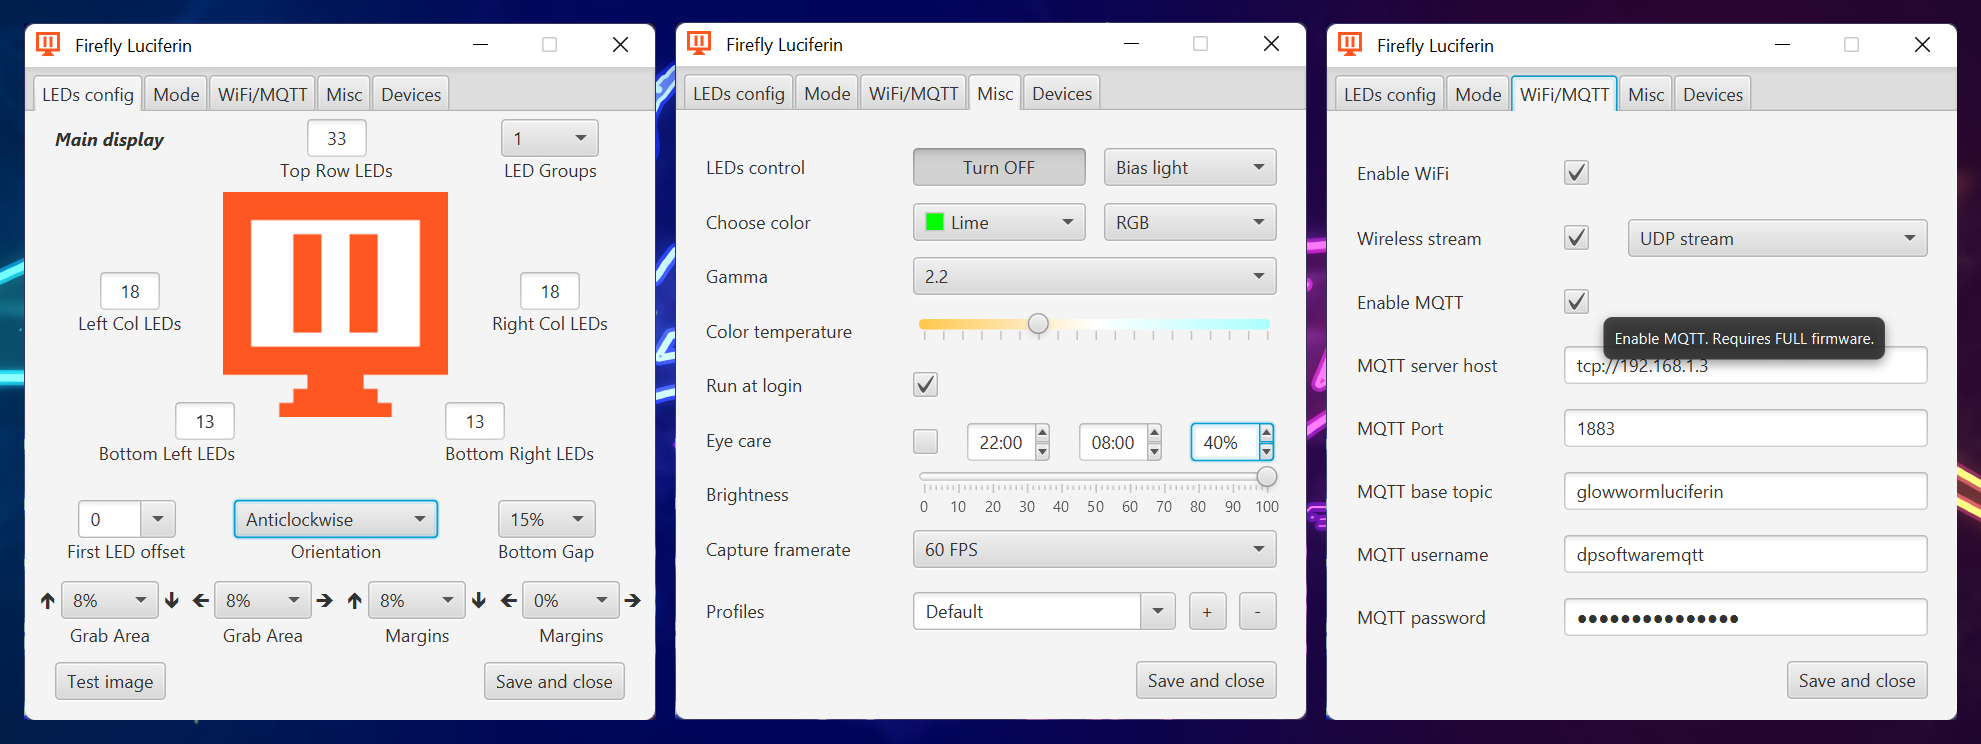 Firefly Luciferin
LEDs config Mode WiFi/MQTT Misc Devices
Main display
33
Top Row LEDs
1
LED Groups
18
Left Col LEDs
18
Right Col LEDs
13
Bottom Left LEDs
13
Bottom Right LEDs
0
First LED offset
Anticlockwise
Orientation
15%
Bottom Gap
8%
Grab Area
8%
Grab Area
8%
Margins
0%
Margins
Test image
Save and close
Firefly Luciferin
LEDs config Mode WiFi/MQTT Misc Devices
LEDs control Turn OFF Bias light
Choose color Lime RGB
Gamma 2.2
Color temperature
Run at login
Eye care 22:00 08:00 40%
Brightness
0 10 20 30 40 50 60 70 80 90 100
Capture framerate 60 FPS
Profiles Default + -
Save and close
Firefly Luciferin
LEDs config Mode WiFi/MQTT Misc Devices
Enable WiFi
Wireless stream UDP stream
Enable MQTT
Enable MQTT. Requires FULL firmware.
MQTT server host tcp://192.168.1.3
MQTT Port 1883
MQTT base topic glowwormluciferin
MQTT username dpsoftwaremqtt
MQTT password ●●●●●●●●●●●●●●●
Save and close